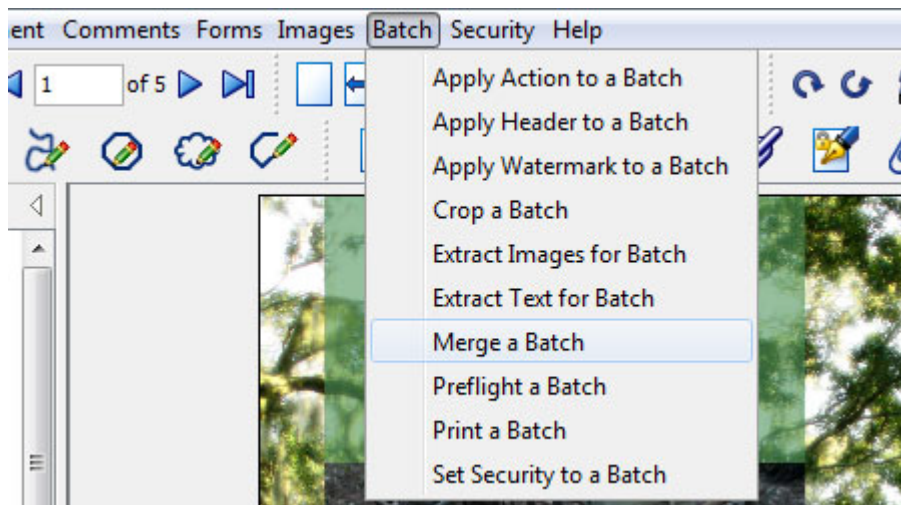 ent Comments Forms Images Batch Security Help
1 of 5
Apply Action to a Batch
Apply Header to a Batch
Apply Watermark to a Batch
Crop a Batch
Extract Images for Batch
Extract Text for Batch
Merge a Batch
Preflight a Batch
Print a Batch
Set Security to a Batch